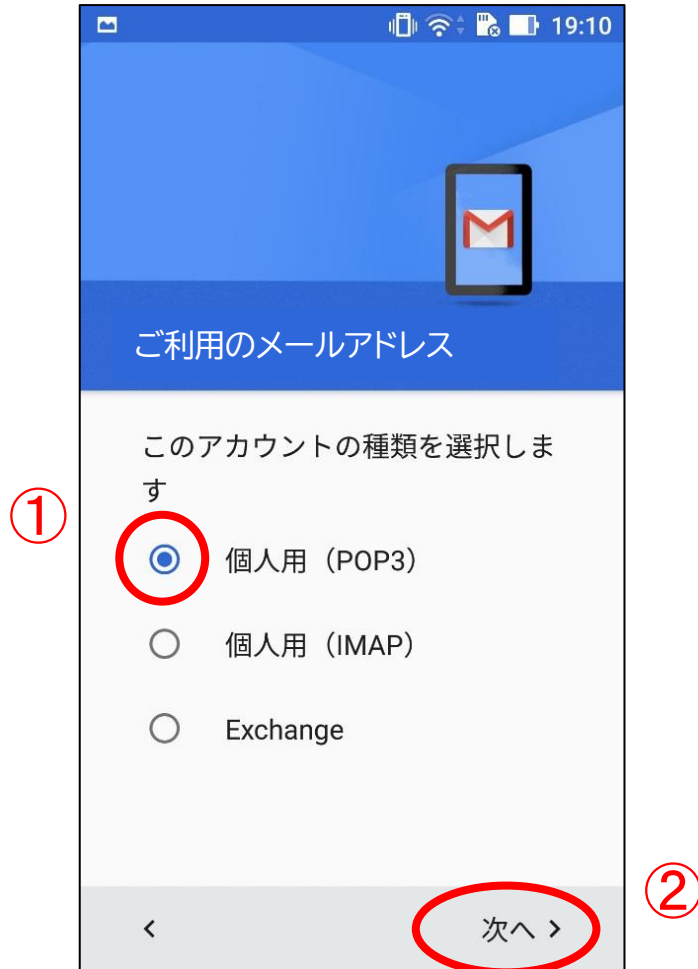 19:10
ご利用のメールアドレス
このアカウントの種類を選択しま
す
①
個人用（POP3）
個人用（IMAP）
Exchange
②
次へ